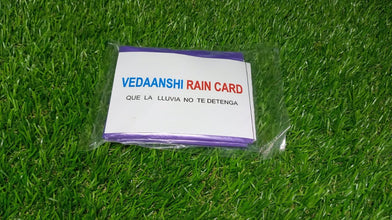 VEDAANSHI RAIN CARD
QUE LA LLUVIA NO TE DETENGA